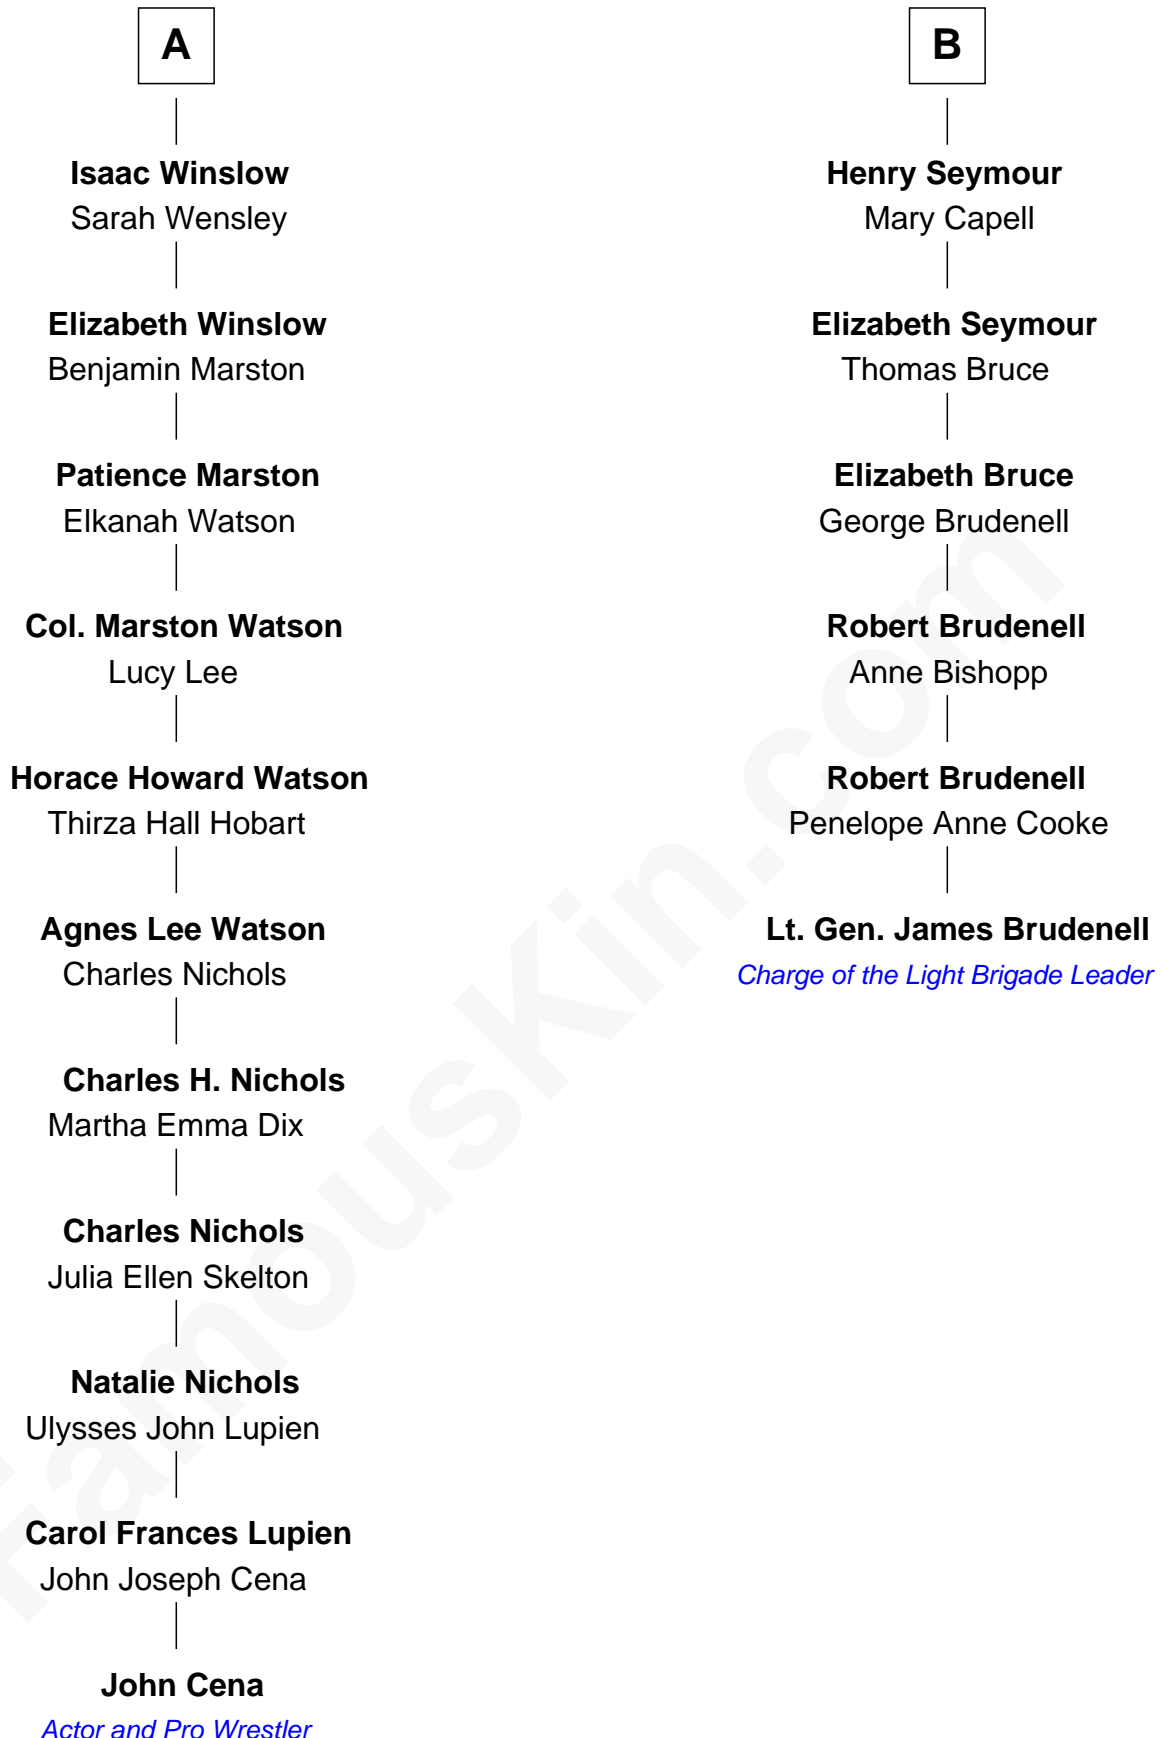 A
Isaac Winslow
Sarah Wensley
Elizabeth Winslow
Benjamin Marston
Patience Marston
Elkanah Watson
Col. Marston Watson
Lucy Lee
Horace Howard Watson
Thirza Hall Hobart
Agnes Lee Watson
Charles Nichols
Charles H. Nichols
Martha Emma Dix
Charles Nichols
Julia Ellen Skelton
Natalie Nichols
Ulysses John Lupien
Carol Frances Lupien
John Joseph Cena
John Cena
Actor and Pro Wrestler
B
Henry Seymour
Mary Capell
Elizabeth Seymour
Thomas Bruce
Elizabeth Bruce
George Brudenell
Robert Brudenell
Anne Bishopp
Robert Brudenell
Penelope Anne Cooke
Lt. Gen. James Brudenell
Charge of the Light Brigade Leader
FamousKin.com